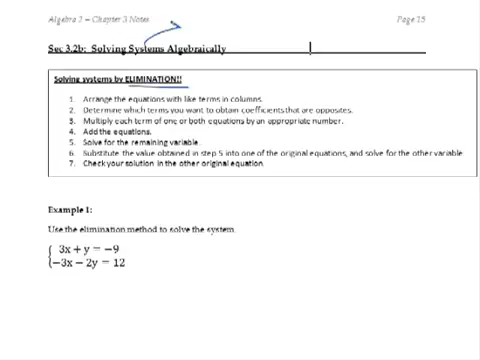 Algebra 2 – Chapter 3 Notes Page 15
Sec 3.2b: Solving Systems Algebraically
Solving systems by ELIMINATION!!
1. Arrange the equations with like terms in columns.
2. Determine which terms you want to obtain coefficients that are opposites.
3. Multiply each term of one or both equations by an appropriate number.
4. Add the equations.
5. Solve for the remaining variable.
6. Substitute the value obtained in step 5 into one of the original equations, and solve for the other variable
7. Check your solution in the other original equation.
Example 1:
Use the elimination method to solve the system.
3x + y = −9
−3x − 2y = 12